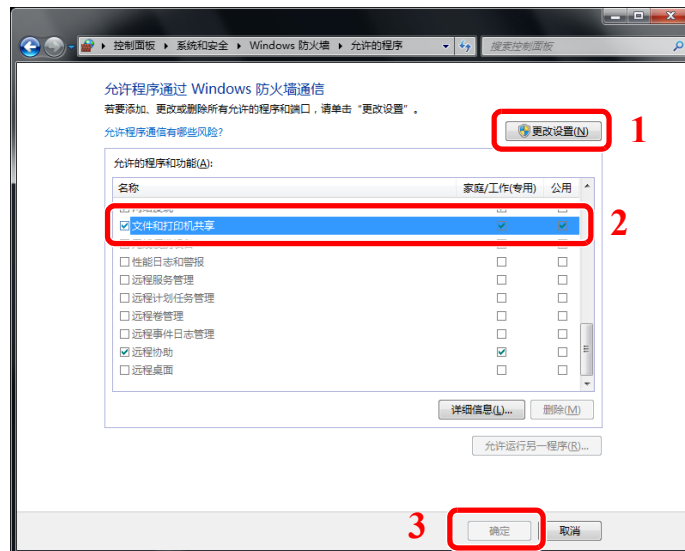 控制面板 ▸ 系统和安全 ▸ Windows 防火墙 ▸ 允许的程序
搜索控制面板
允许程序通过 Windows 防火墙通信
若要添加、更改或删除所有允许的程序和端口，请单击“更改设置”。
允许程序通信有哪些风险?
更改设置(N)
1
允许的程序和功能(A):
名称 家庭/工作(专用) 公用
文件和打印机共享
2
性能日志和警报
远程服务管理
远程计划任务管理
远程卷管理
远程事件日志管理
远程协助
远程桌面
详细信息(L)... 删除(M)
允许运行另一程序(R)...
3
确定 取消